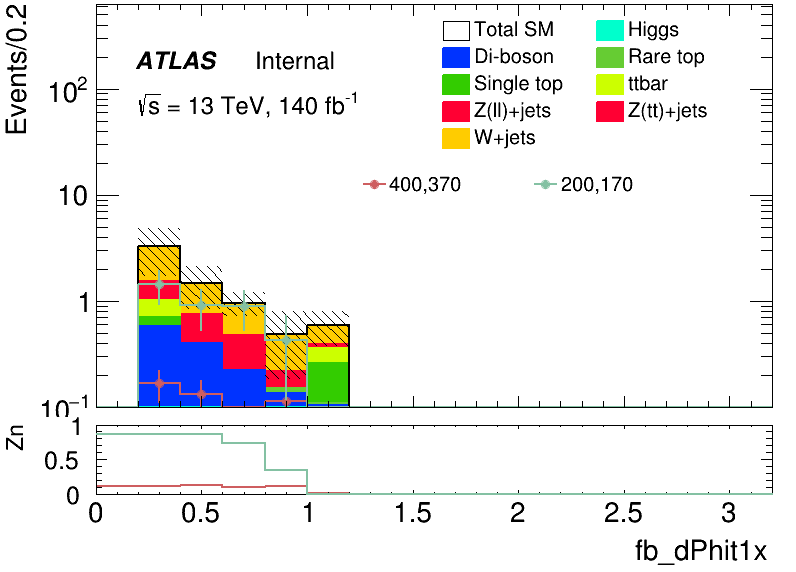 Events/0.2
10²
10
1
10⁻¹
ATLAS Internal
√s = 13 TeV, 140 fb⁻¹
Total SM
Higgs
Di-boson
Rare top
Single top
ttbar
Z(ll)+jets
Z(tt)+jets
W+jets
400,370
200,170
Zn
1
0.5
0
0 0.5 1 1.5 2 2.5 3
fb_dPhit1x